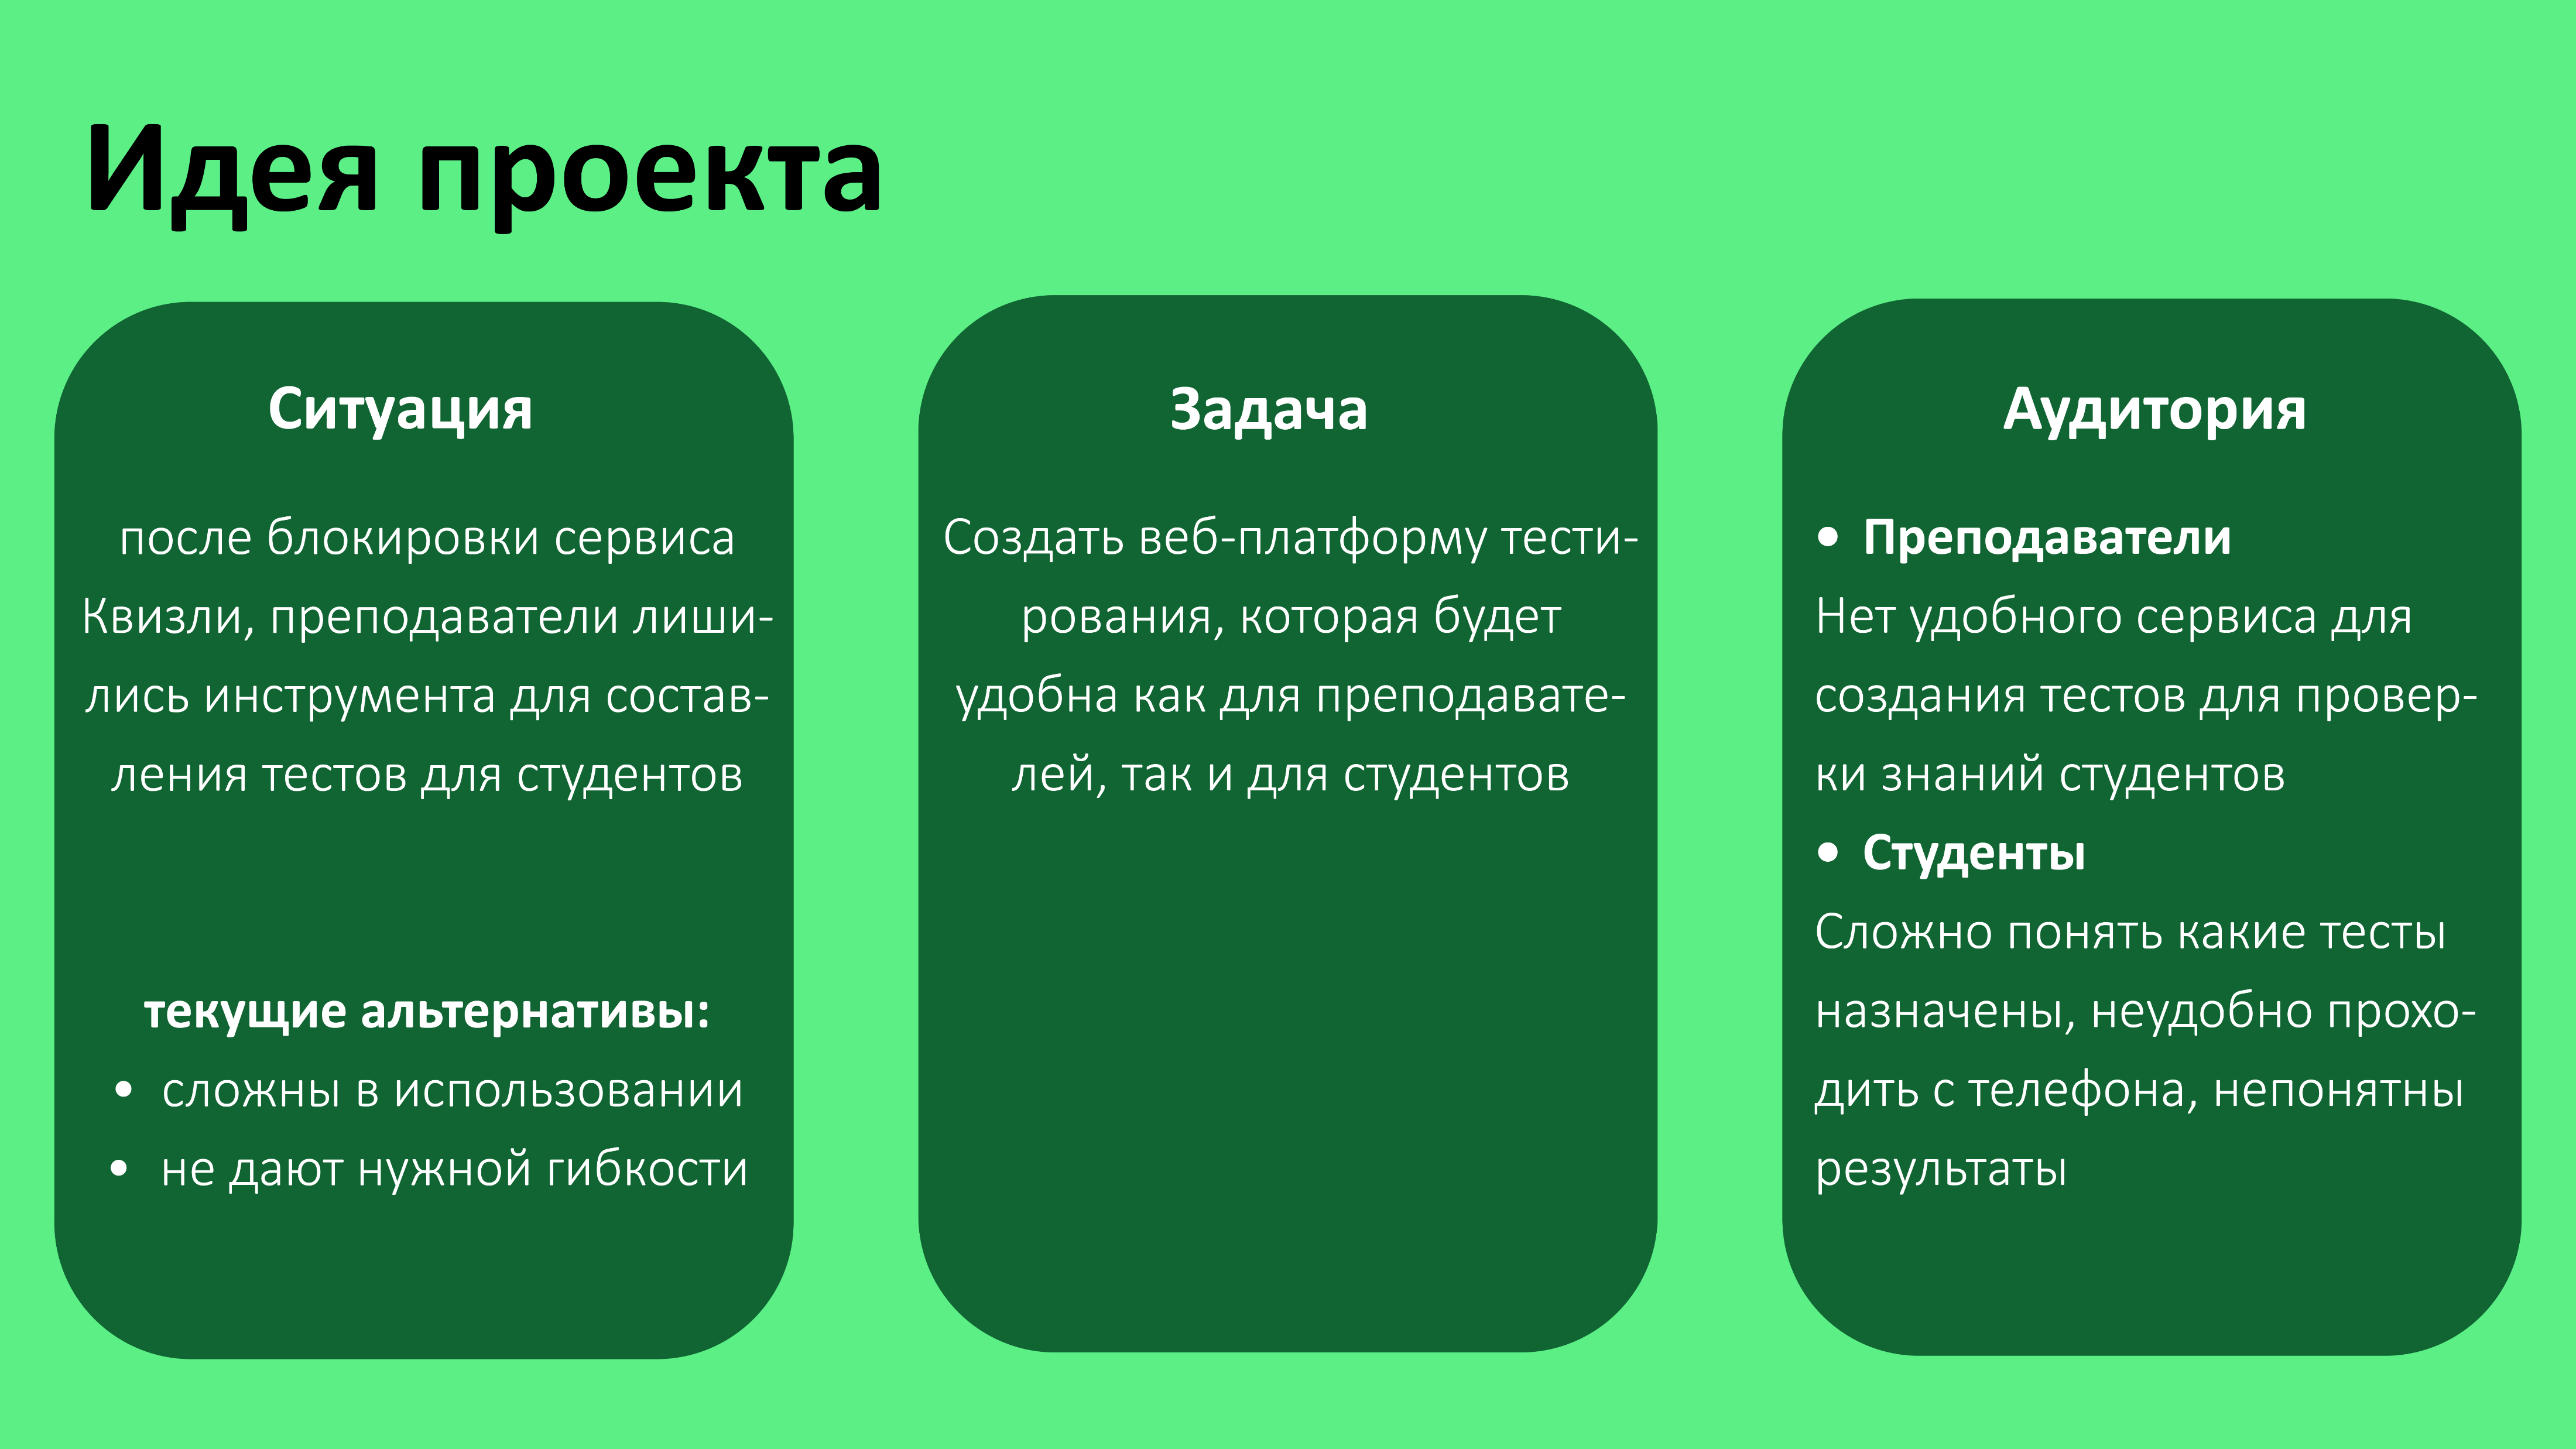 Идея проекта
Ситуация
после блокировки сервиса
Квизли, преподаватели лиши-
лись инструмента для состав-
ления тестов для студентов
текущие альтернативы:
• сложны в использовании
• не дают нужной гибкости
Задача
Создать веб-платформу тести-
рования, которая будет
удобна как для преподавате-
лей, так и для студентов
Аудитория
• Преподаватели
Нет удобного сервиса для
создания тестов для провер-
ки знаний студентов
• Студенты
Сложно понять какие тесты
назначены, неудобно прохо-
дить с телефона, непонятны
результаты